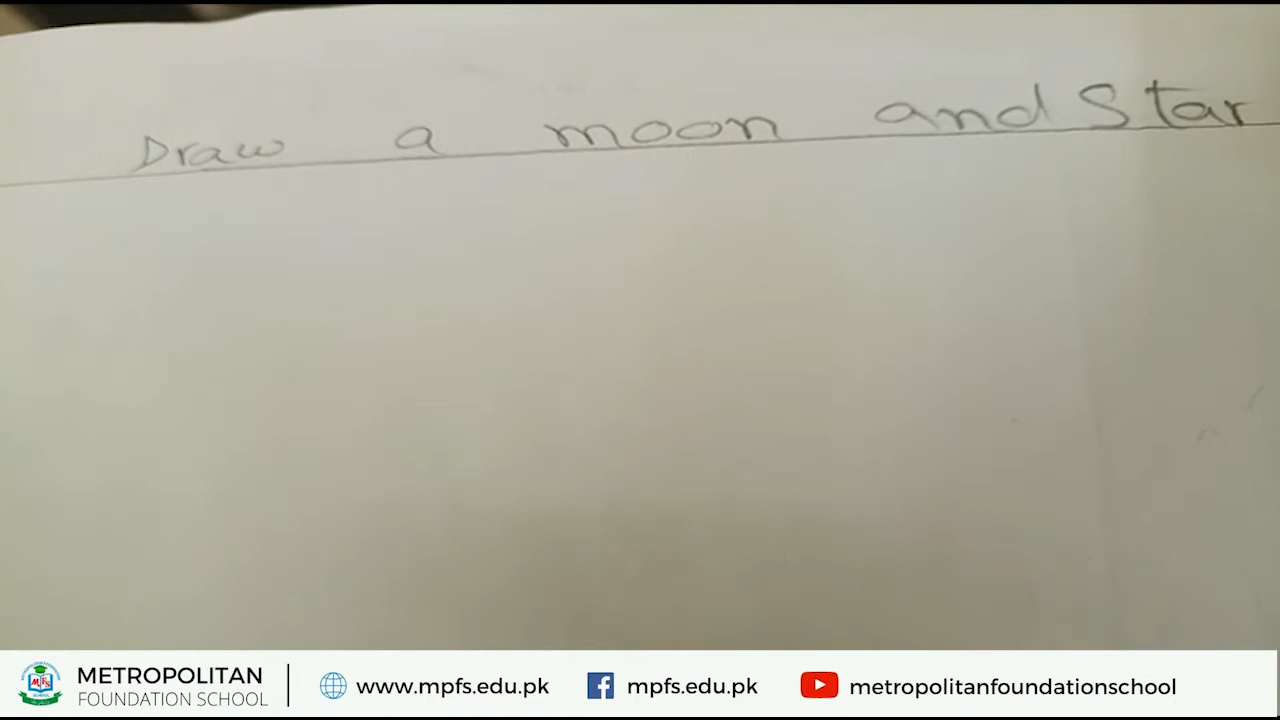 Draw a moon and Star
METROPOLITAN
FOUNDATION SCHOOL
www.mpfs.edu.pk
mpfs.edu.pk
metropolitanfoundationschool